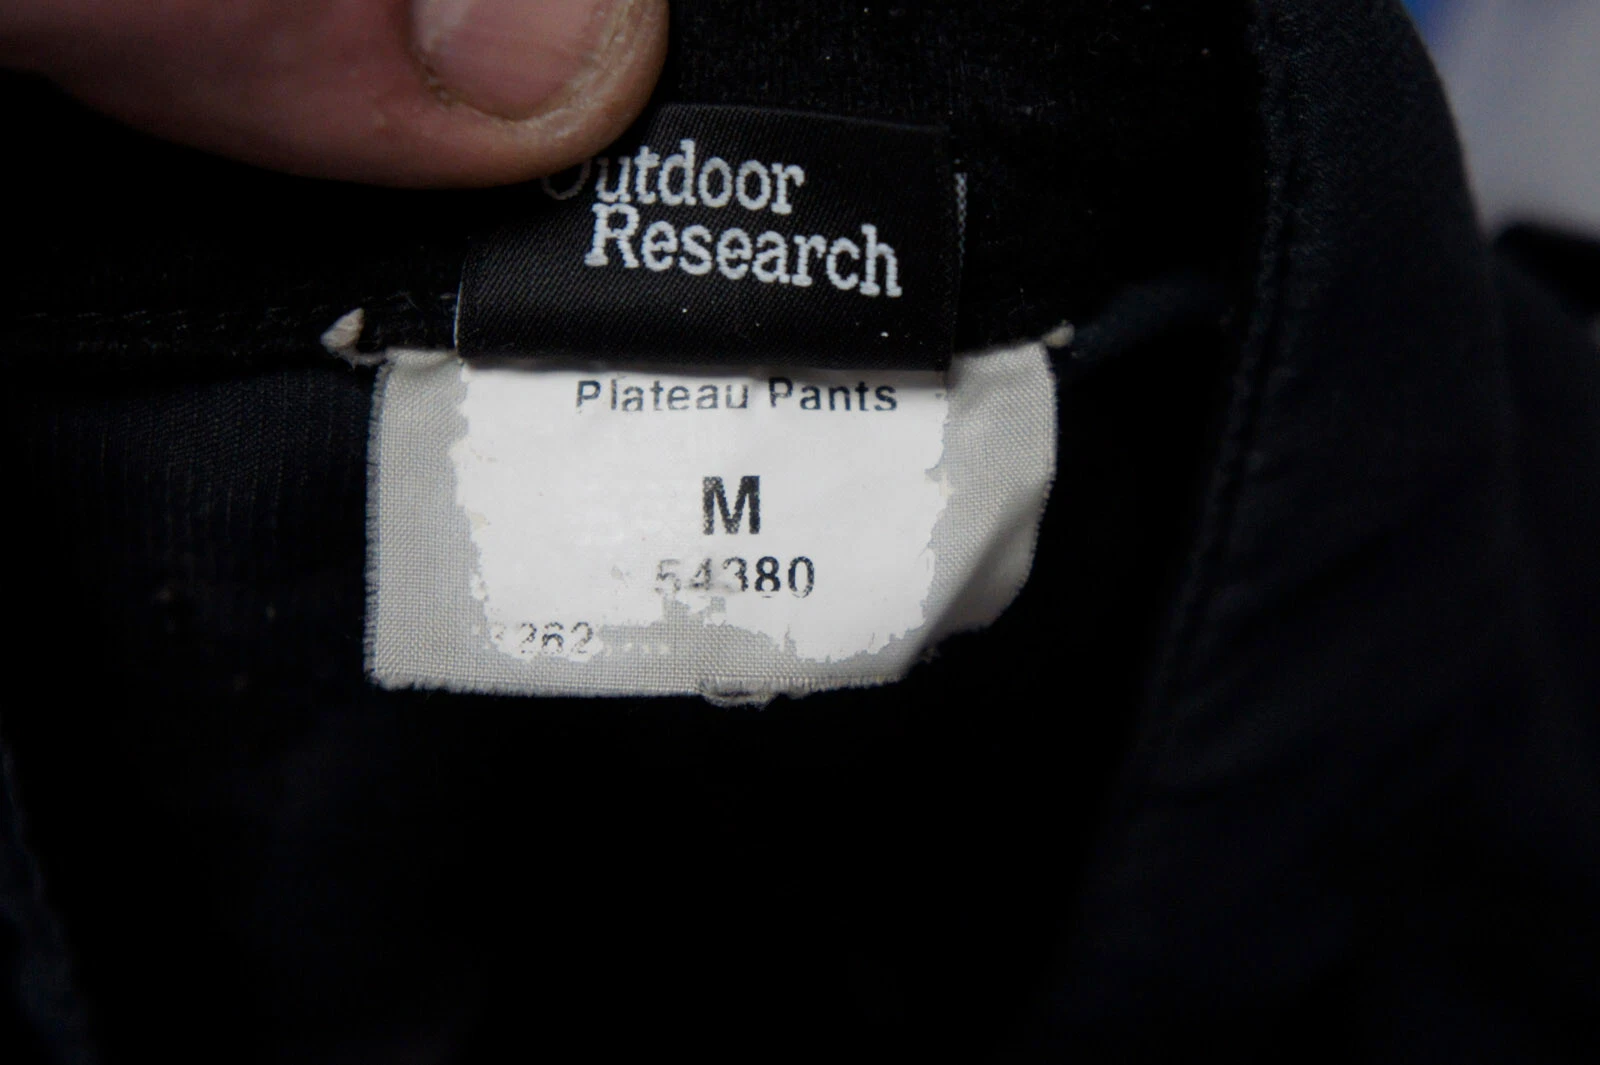 Outdoor
Research
Plateau Pants
M
54380